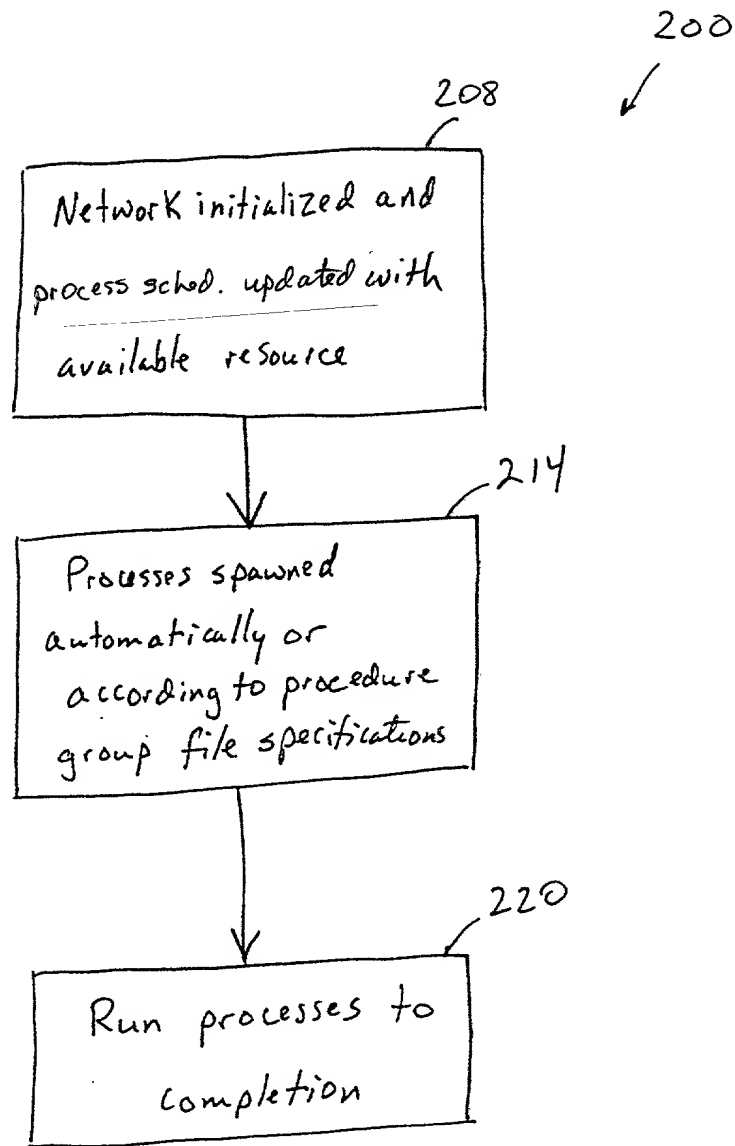 200
208
Network initialized and
process sched. updated with
available resource
214
Processes spawned
automatically or
according to procedure
group file specifications
220
Run processes to
completion